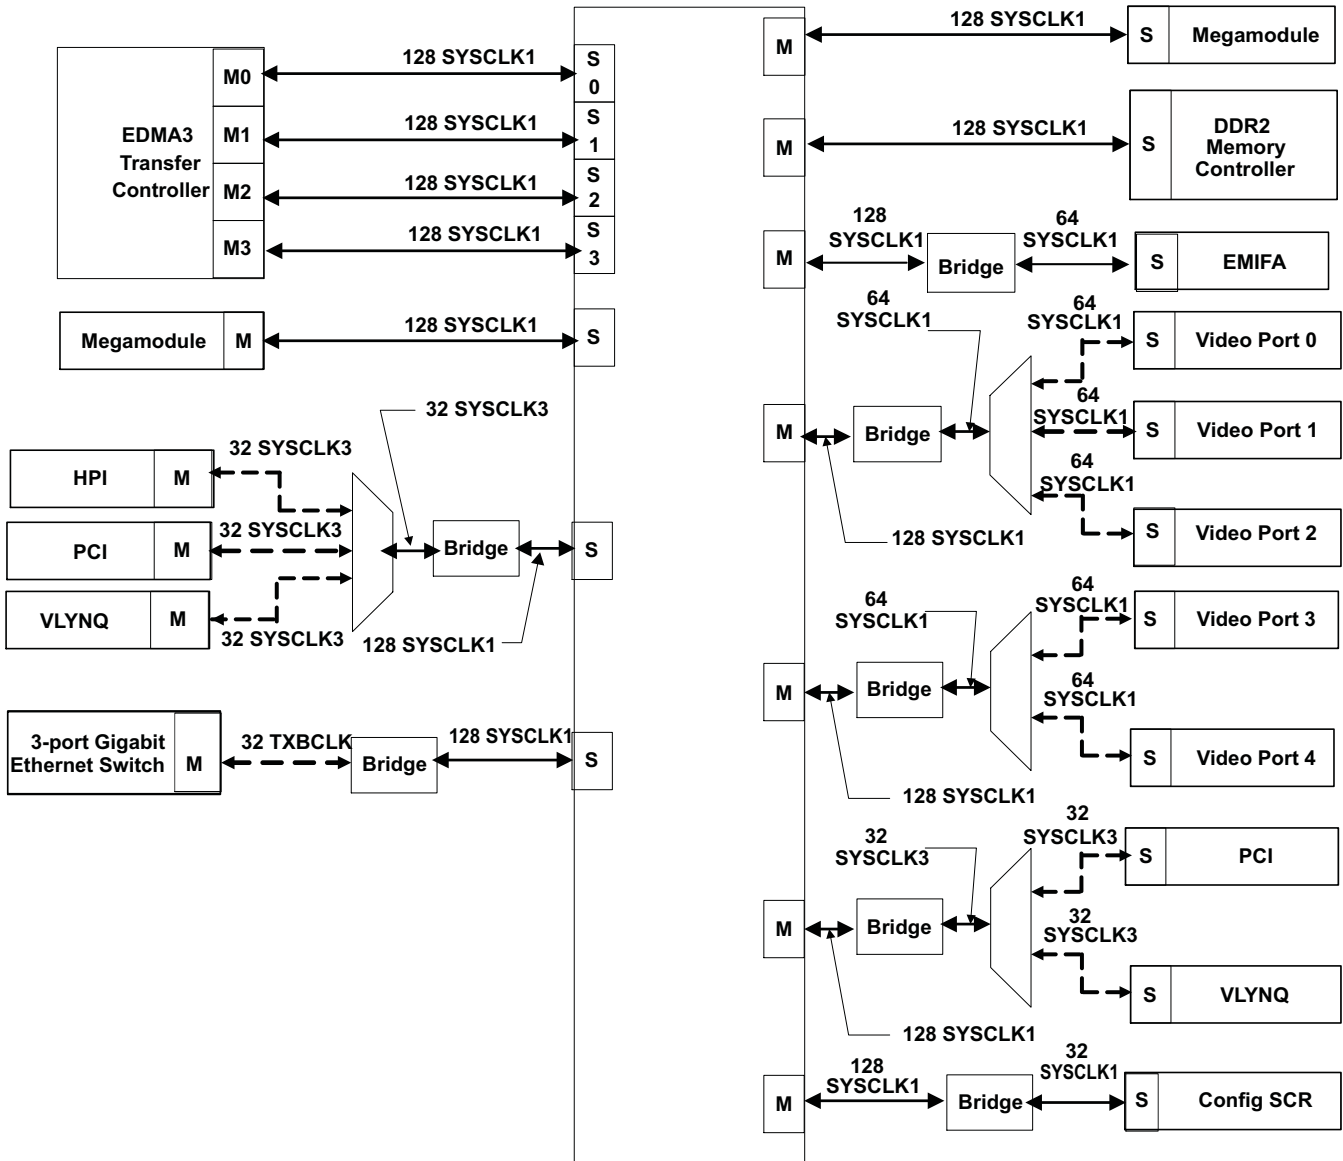 128 SYSCLK1
M0
EDMA3
Transfer
Controller
128 SYSCLK1
M1
128 SYSCLK1
M2
128 SYSCLK1
M3
S
0
S
1
S
2
S
3
Megamodule
M
128 SYSCLK1
S
32 SYSCLK3
HPI
M
32 SYSCLK3
PCI
M
32 SYSCLK3
VLYNQ
M
32 SYSCLK3
Bridge
128 SYSCLK1
S
3-port Gigabit
Ethernet Switch
M
32 TXBCLK
Bridge
128 SYSCLK1
S
M
128 SYSCLK1
S
Megamodule
M
128 SYSCLK1
S
DDR2
Memory
Controller
M
128
SYSCLK1
Bridge
64
SYSCLK1
S
EMIFA
M
128 SYSCLK1
Bridge
64
SYSCLK1
64
SYSCLK1
S
Video Port 0
64
SYSCLK1
S
Video Port 1
64
SYSCLK1
S
Video Port 2
M
128 SYSCLK1
Bridge
64
SYSCLK1
64
SYSCLK1
S
Video Port 3
64
SYSCLK1
S
Video Port 4
M
128 SYSCLK1
Bridge
32
SYSCLK3
32
SYSCLK3
S
PCI
32
SYSCLK3
S
VLYNQ
M
128
SYSCLK1
Bridge
32
SYSCLK1
S
Config SCR